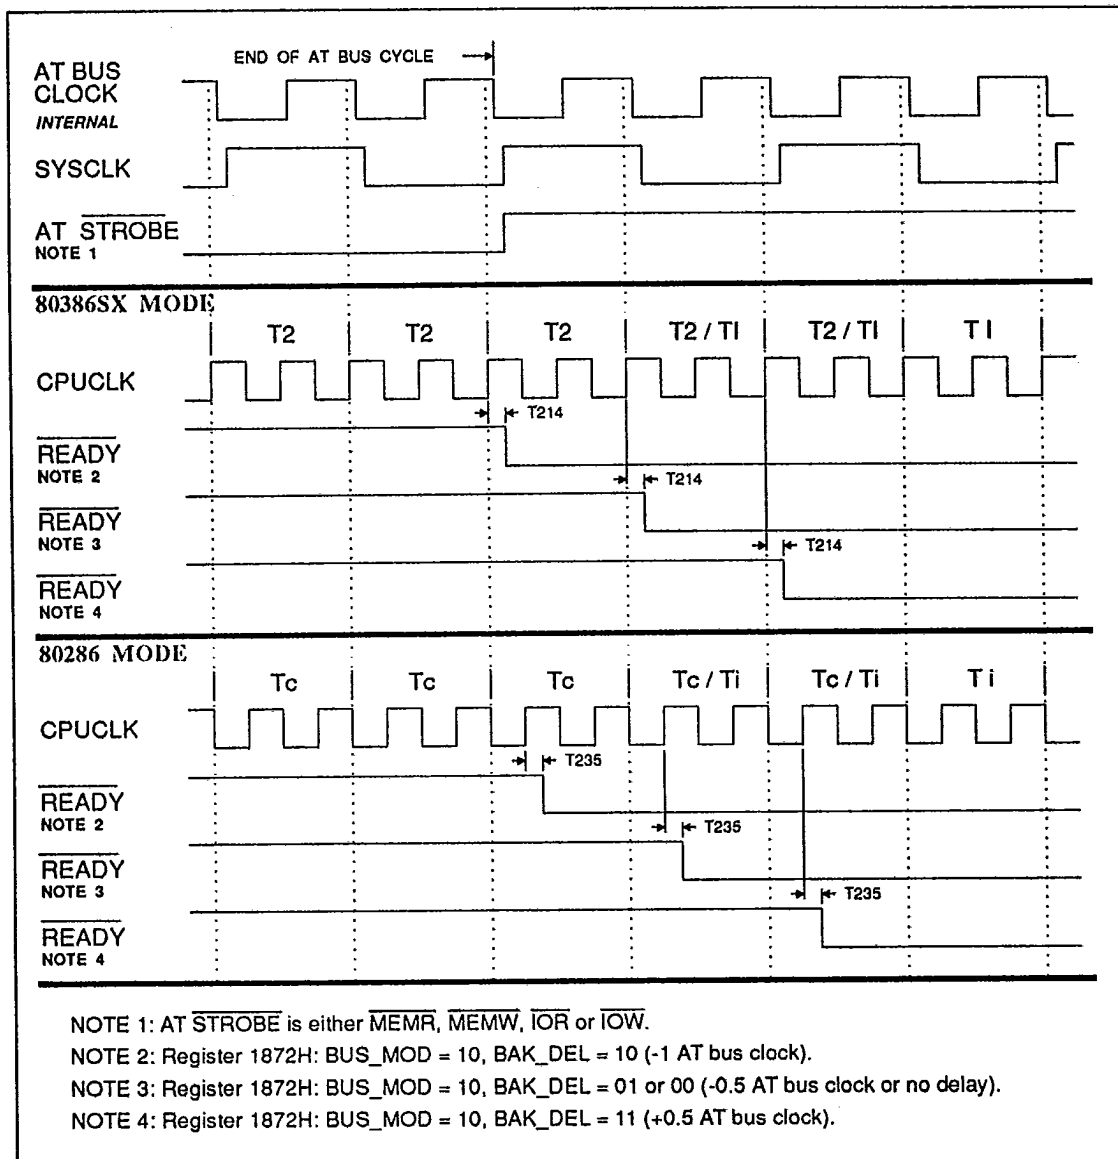 END OF AT BUS CYCLE
AT BUS
CLOCK
INTERNAL
SYSCLK
AT STROBE
NOTE 1
80386SX MODE
T2 T2 T2 T2 / TI T2 / TI T I
CPUCLK
T214
READY
NOTE 2
T214
READY
NOTE 3
T214
READY
NOTE 4
80286 MODE
Tc Tc Tc Tc / Ti Tc / Ti T i
CPUCLK
T235
READY
NOTE 2
T235
READY
NOTE 3
T235
READY
NOTE 4
NOTE 1: AT STROBE is either MEMR, MEMW, IOR or IOW.
NOTE 2: Register 1872H: BUS_MOD = 10, BAK_DEL = 10 (-1 AT bus clock).
NOTE 3: Register 1872H: BUS_MOD = 10, BAK_DEL = 01 or 00 (-0.5 AT bus clock or no delay).
NOTE 4: Register 1872H: BUS_MOD = 10, BAK_DEL = 11 (+0.5 AT bus clock).